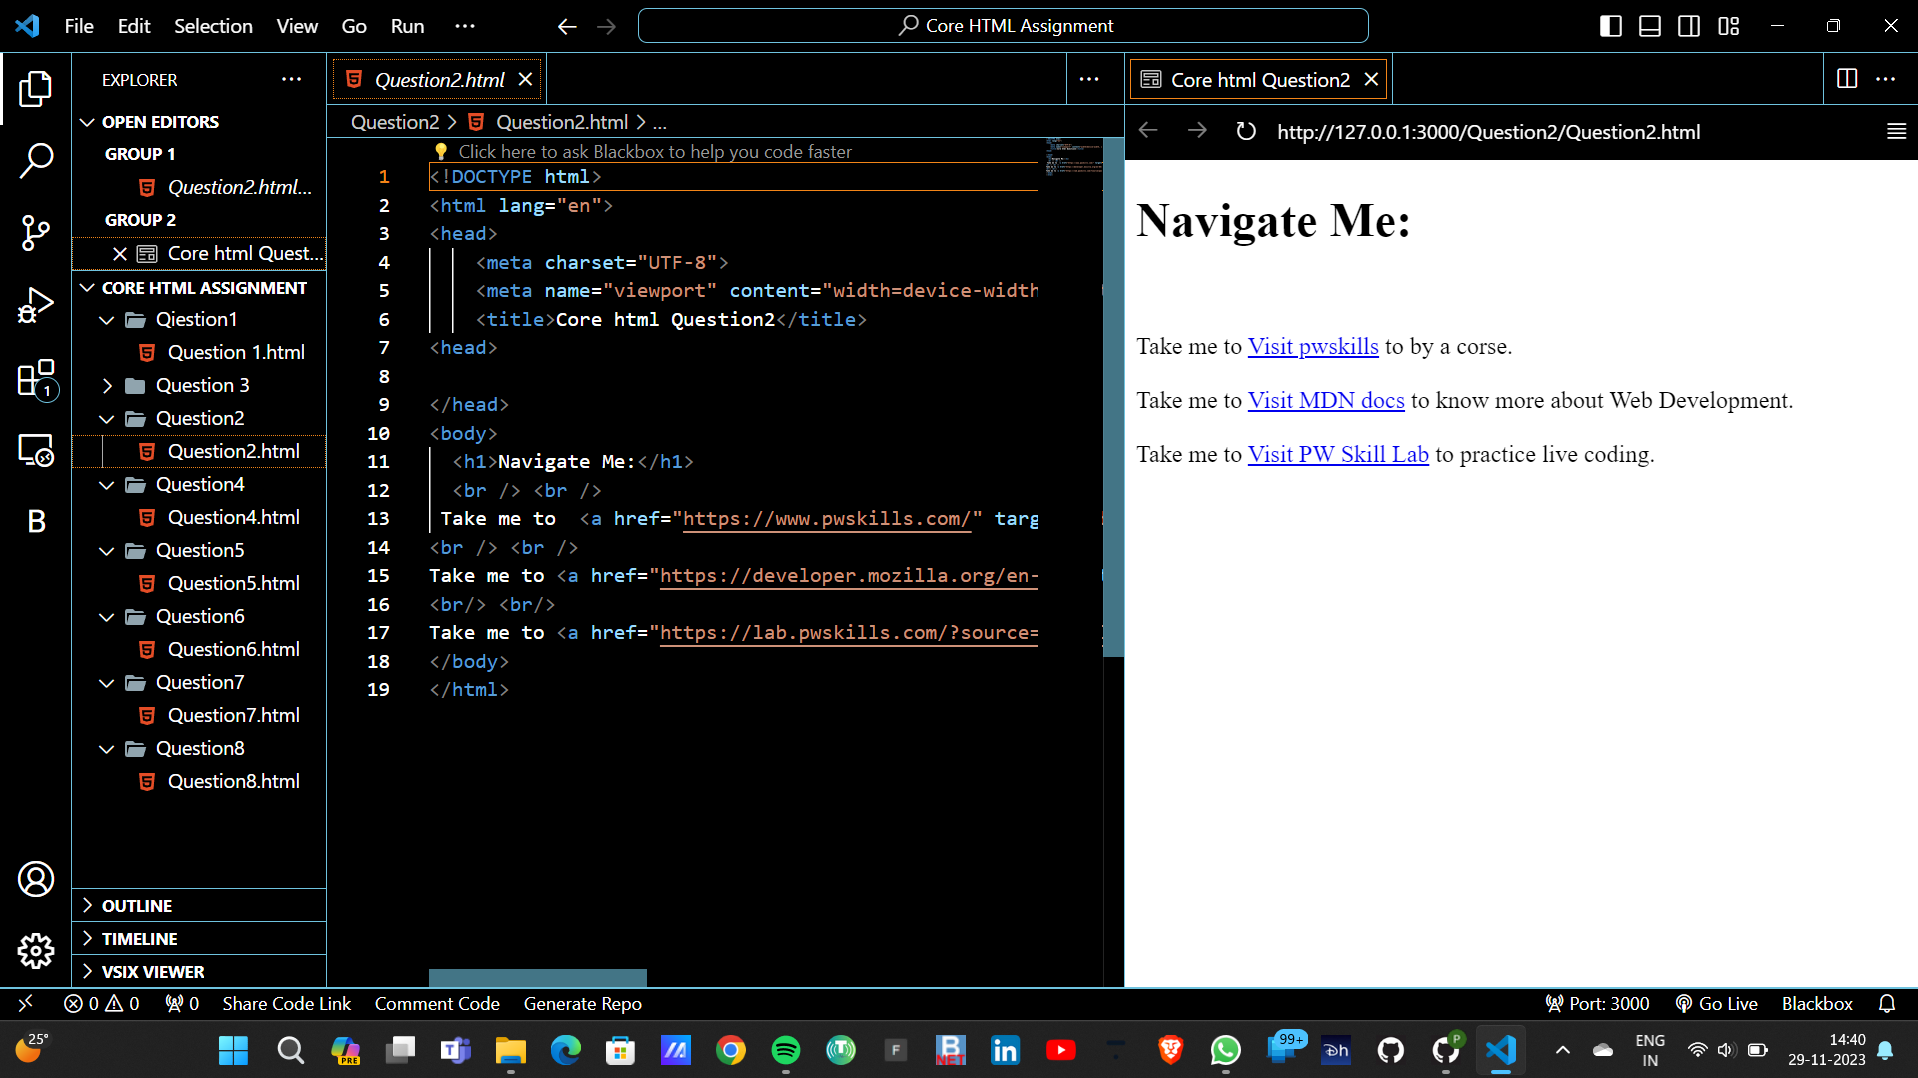 File Edit Selection View Go Run ···
Core HTML Assignment
EXPLORER ···
OPEN EDITORS
GROUP 1
Question2.html...
GROUP 2
Core html Quest...
CORE HTML ASSIGNMENT
Qiestion1
Question 1.html
Question 3
Question2
Question2.html
Question4
Question4.html
Question5
Question5.html
Question6
Question6.html
Question7
Question7.html
Question8
Question8.html
OUTLINE
TIMELINE
VSIX VIEWER
1
B
Question2.html
Question2 > Question2.html > ...
Click here to ask Blackbox to help you code faster
1 <!DOCTYPE html>
2 <html lang="en">
3 <head>
4 <meta charset="UTF-8">
5 <meta name="viewport" content="width=device-width
6 <title>Core html Question2</title>
7 <head>
8
9 </head>
10 <body>
11 <h1>Navigate Me:</h1>
12 <br /> <br />
13 Take me to <a href="https://www.pwskills.com/" targ
14 <br /> <br />
15 Take me to <a href="https://developer.mozilla.org/en-
16 <br/> <br/>
17 Take me to <a href="https://lab.pwskills.com/?source=
18 </body>
19 </html>
Core html Question2
http://127.0.0.1:3000/Question2/Question2.html
Navigate Me:
Take me to Visit pwskills to by a corse.
Take me to Visit MDN docs to know more about Web Development.
Take me to Visit PW Skill Lab to practice live coding.
0 0 0 Share Code Link Comment Code Generate Repo Port: 3000 Go Live Blackbox
25° PRE T F B NET in 99+ Dh P ENG 14:40
IN 29-11-2023